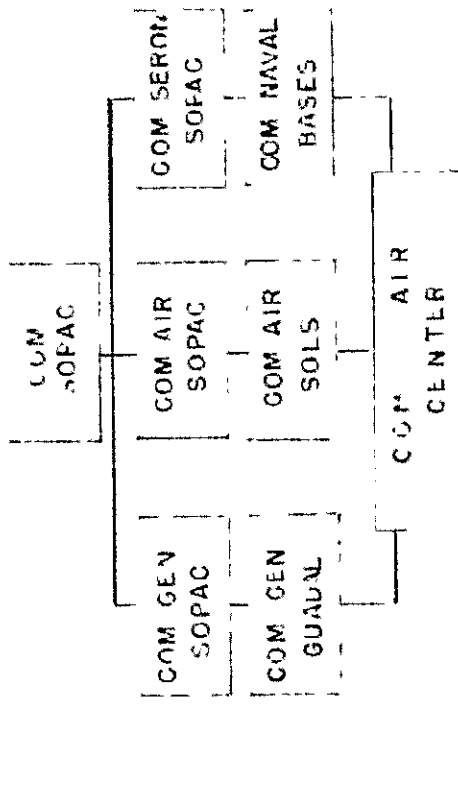 COM
SOPAC
COM GEN
SOPAC
COM AIR
SOPAC
COM SERON
SOPAC
COM GEN
GUADAL
COM AIR
SOLS
COM NAVAL
BASES
COM AIR
CENTER